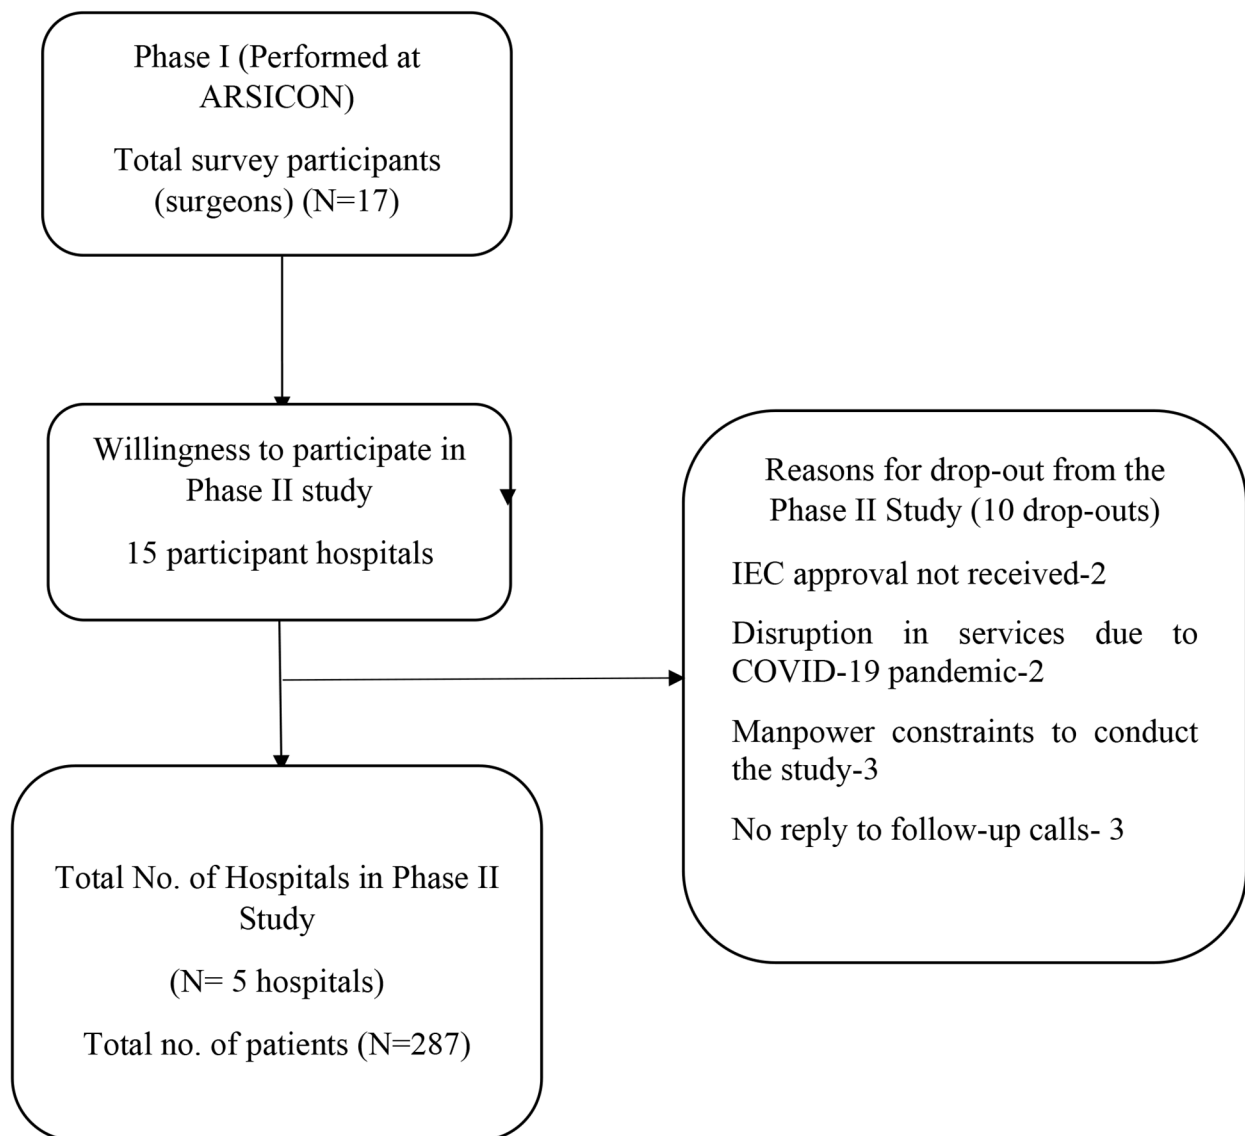 Phase I (Performed at
ARSICON)
Total survey participants
(surgeons) (N=17)
Willingness to participate in
Phase II study
15 participant hospitals
Reasons for drop-out from the
Phase II Study (10 drop-outs)
IEC approval not received-2
Disruption in services due to
COVID-19 pandemic-2
Manpower constraints to conduct
the study-3
No reply to follow-up calls- 3
Total No. of Hospitals in Phase II
Study
(N= 5 hospitals)
Total no. of patients (N=287)